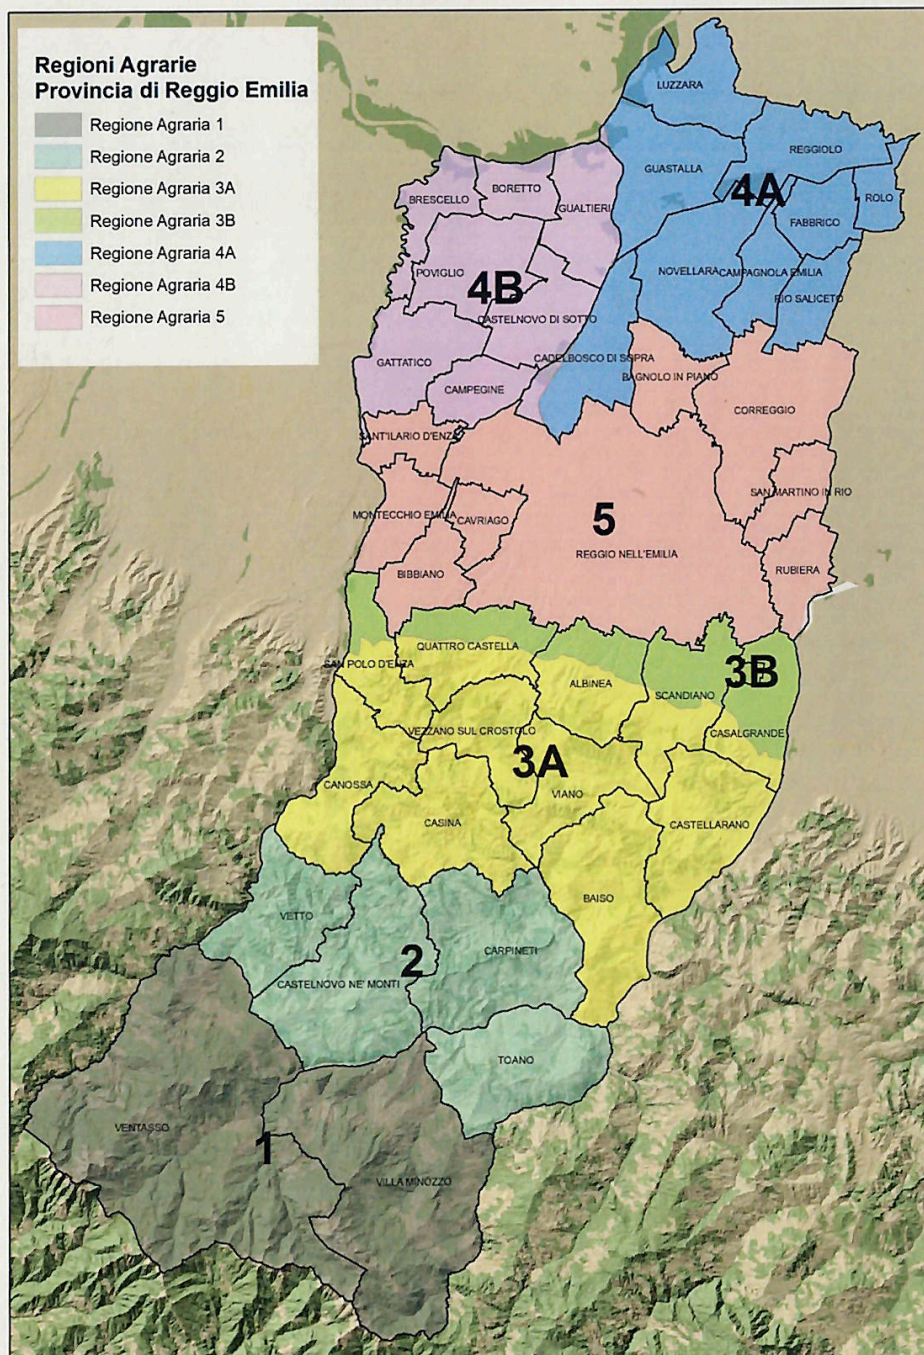 Regioni Agrarie
Provincia di Reggio Emilia
Regione Agraria 1
Regione Agraria 2
Regione Agraria 3A
Regione Agraria 3B
Regione Agraria 4A
Regione Agraria 4B
Regione Agraria 5
LUZZARA
REGGIOLO
GUASTALLA
4A
BRESCELLO
BORETTO
GUALTIERI
FABBRICO
ROLO
POVIGLIO
4B
NOVELLARA
CAMPAGNOLA EMILIA
RIO SALICETO
CASTELNOVO DI SOTTO
GATTATICO
CADELBOSCO DI SOPRA
BAGNOLO IN PIANO
CAMPEGINE
CORREGGIO
SANT'ILARIO D'ENZA
SAN MARTINO IN RIO
MONTECCHIO EMILIA
CAVRIAGO
5
REGGIO NELL'EMILIA
BIBBIANO
RUBIERA
QUATTRO CASTELLA
SAN POLO D'ENZA
ALBINEA
SCANDIANO
3B
VEZZANO SUL CROSTOLO
CASALGRANDE
3A
CANOSSA
VIANO
CASINA
CASTELLARANO
BAISO
VETTO
CARPINETI
2
CASTELNOVO NE' MONTI
TOANO
VENTASSO
1
VILLA MINOZZO